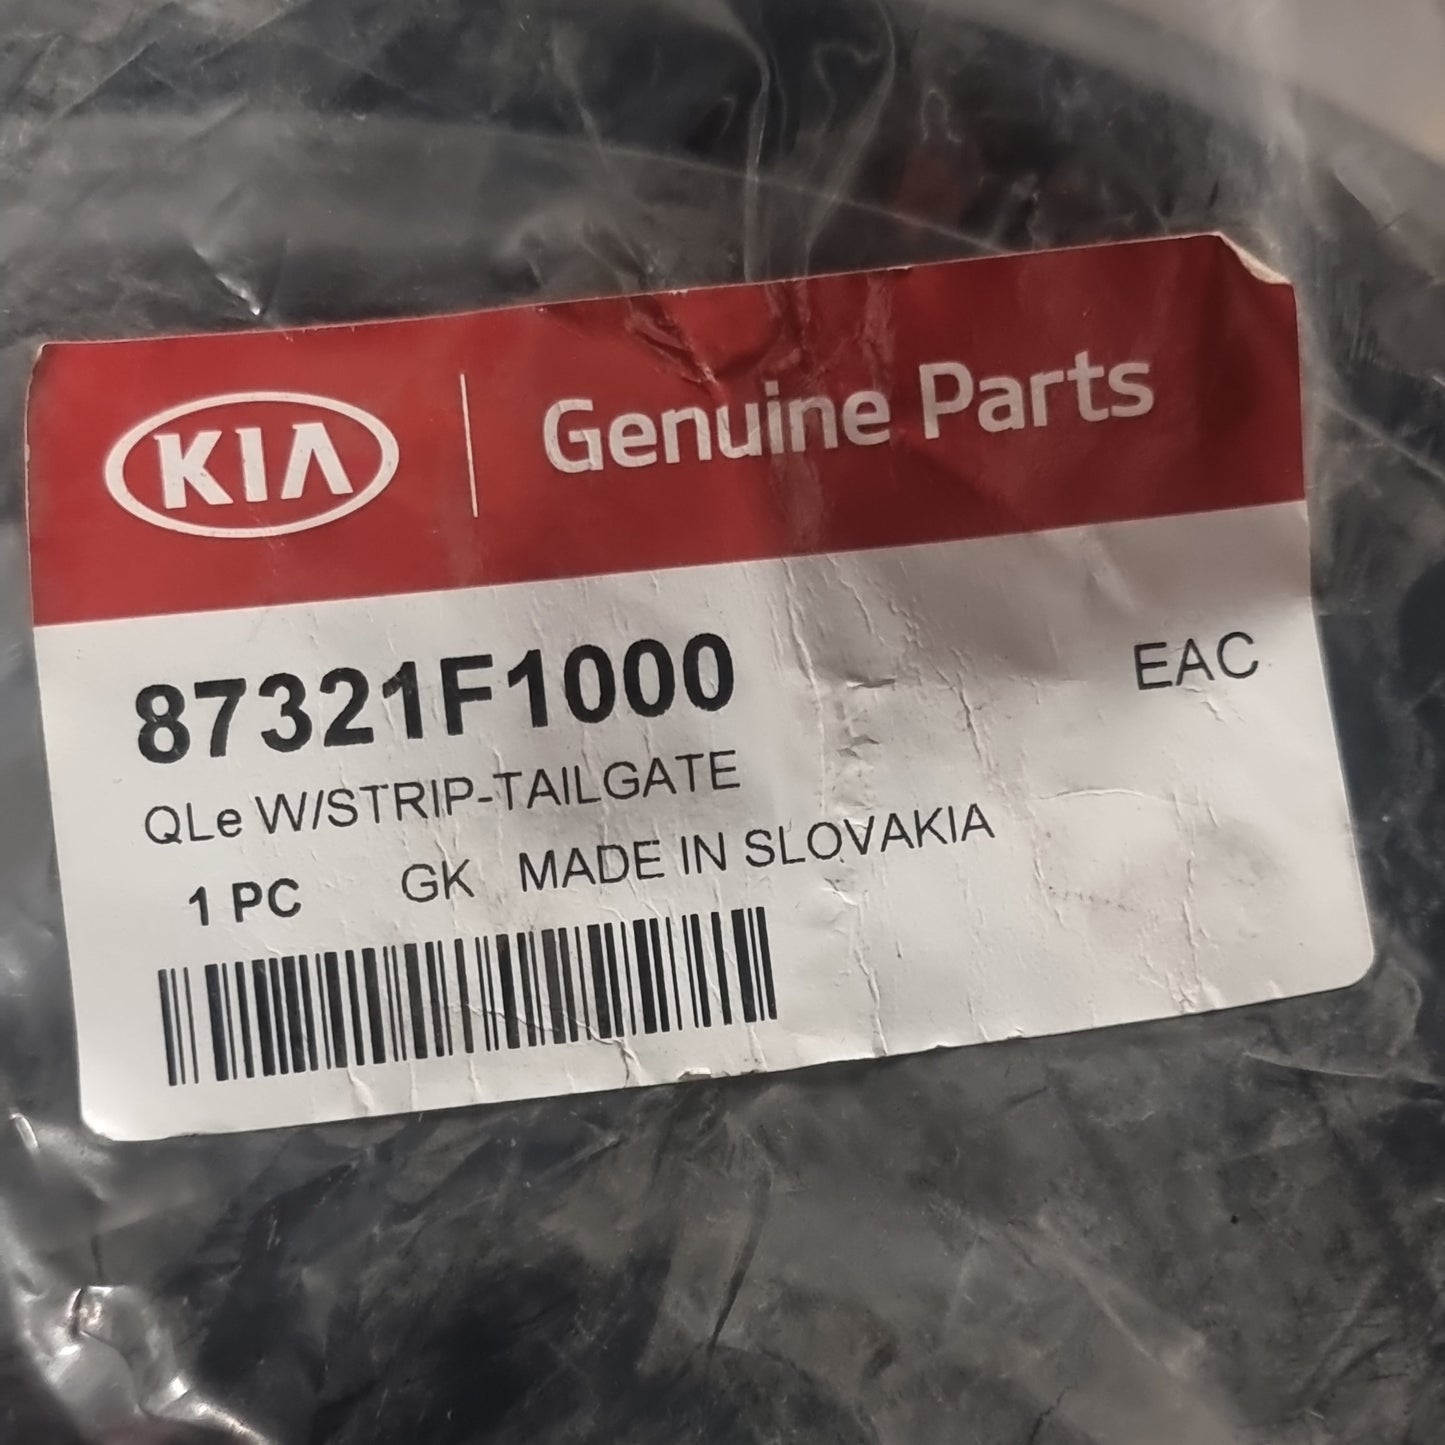 KIA Genuine Parts
87321F1000 EAC
QLe W/STRIP-TAILGATE
1 PC GK MADE IN SLOVAKIA